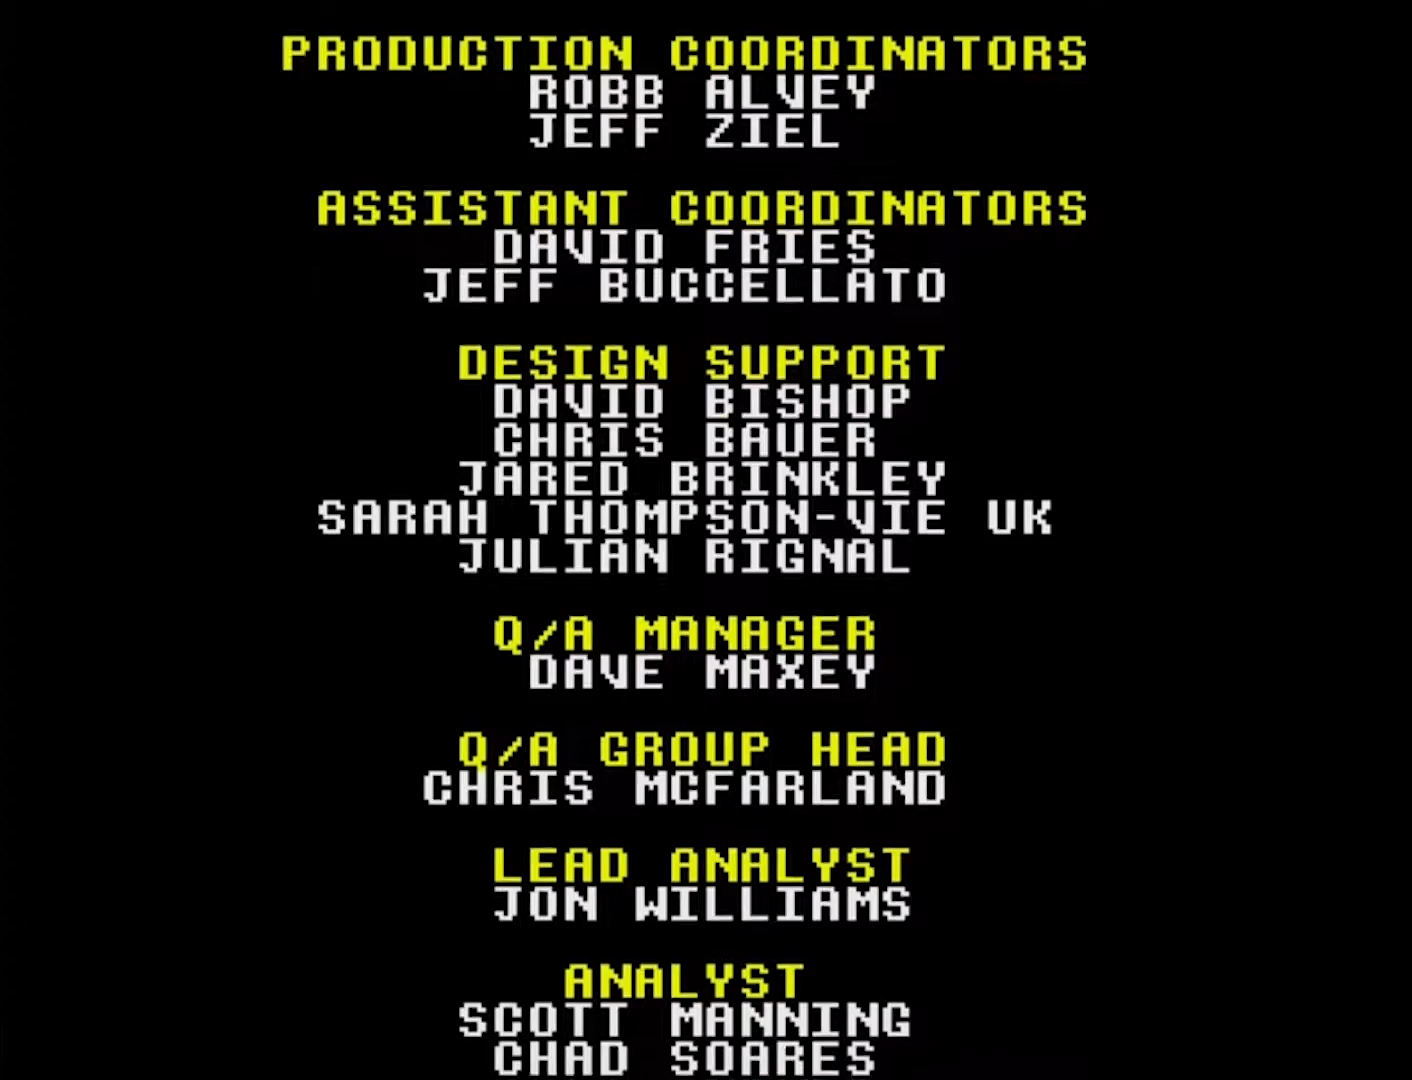 PRODUCTION COORDINATORS
ROBB ALVEY
JEFF ZIEL
ASSISTANT COORDINATORS
DAVID FRIES
JEFF BUCCELLATO
DESIGN SUPPORT
DAVID BISHOP
CHRIS BAUER
JARED BRINKLEY
SARAH THOMPSON-VIE UK
JULIAN RIGNAL
Q/A MANAGER
DAVE MAXEY
Q/A GROUP HEAD
CHRIS MCFARLAND
LEAD ANALYST
JON WILLIAMS
ANALYST
SCOTT MANNING
CHAD SOARES